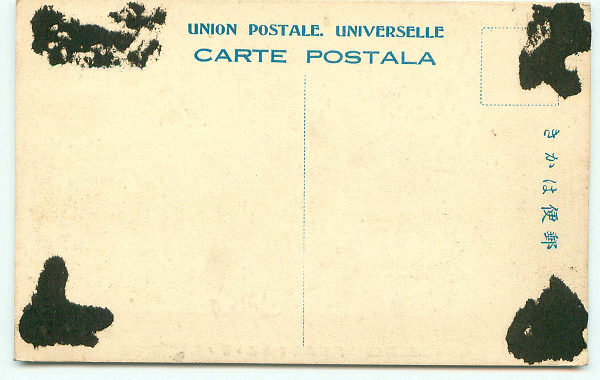 UNION POSTALE. UNIVERSELLE
CARTE POSTALA
きかは便郵